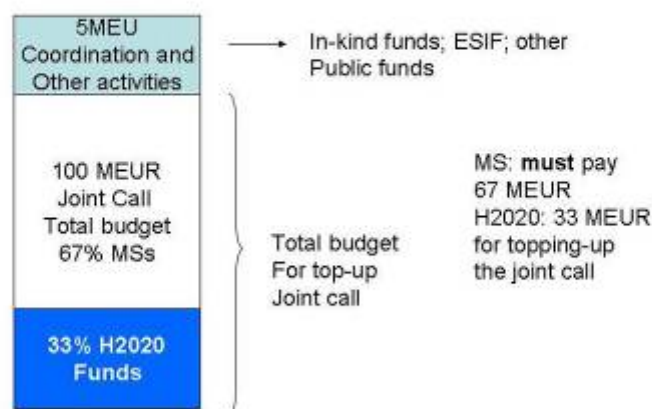 5MEU
Coordination and
Other activities
In-kind funds; ESIF; other
Public funds
100 MEUR
Joint Call
Total budget
67% MSs
33% H2020
Funds
Total budget
For top-up
Joint call
MS: must pay
67 MEUR
H2020: 33 MEUR
for topping-up
the joint call